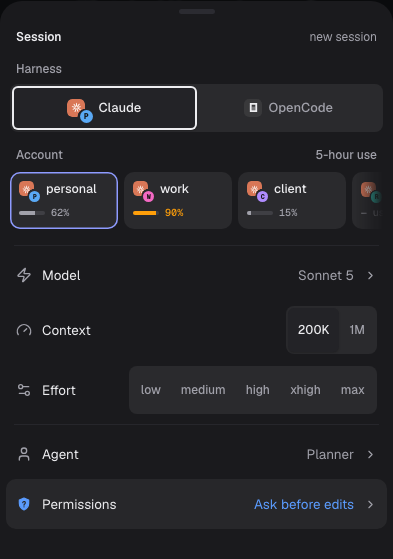 Session new session
Harness
P Claude OpenCode
Account 5-hour use
P personal W work C client
62% 90% 15% –
Model Sonnet 5
Context 200K 1M
Effort low medium high xhigh max
Agent Planner
? Permissions Ask before edits